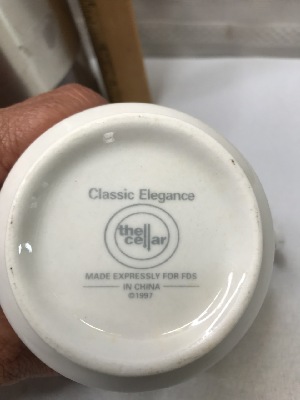 Classic Elegance
the
cellar
MADE EXPRESSLY FOR FDS
IN CHINA
©1997